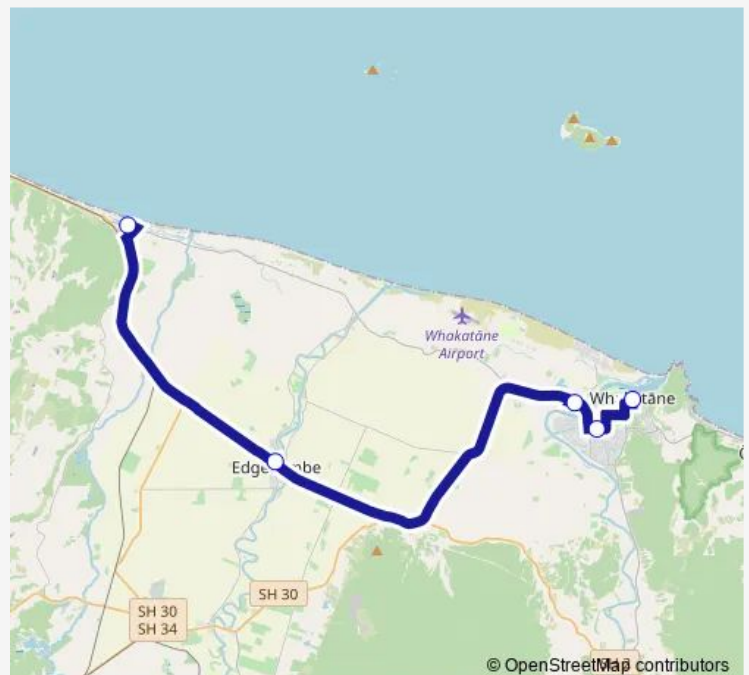 Whakatāne
Airport
Whakatāne
Edgecumbe
SH 30
SH 30
SH 34
© OpenStreetMap contributors